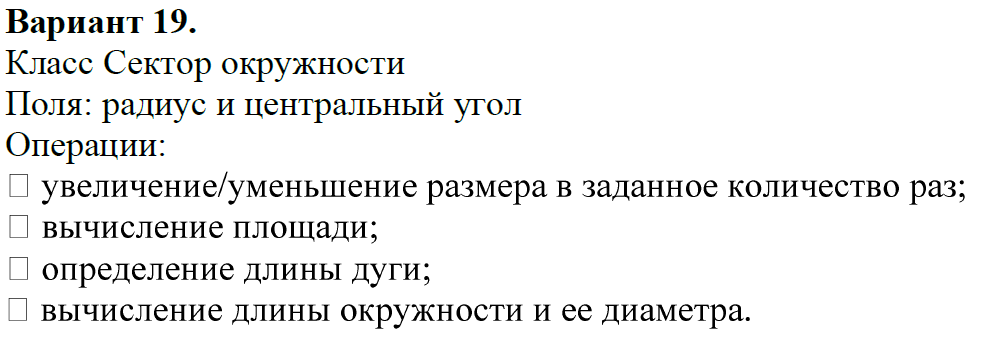 Вариант 19.
Класс Сектор окружности
Поля: радиус и центральный угол
Операции:
□ увеличение/уменьшение размера в заданное количество раз;
□ вычисление площади;
□ определение длины дуги;
□ вычисление длины окружности и ее диаметра.